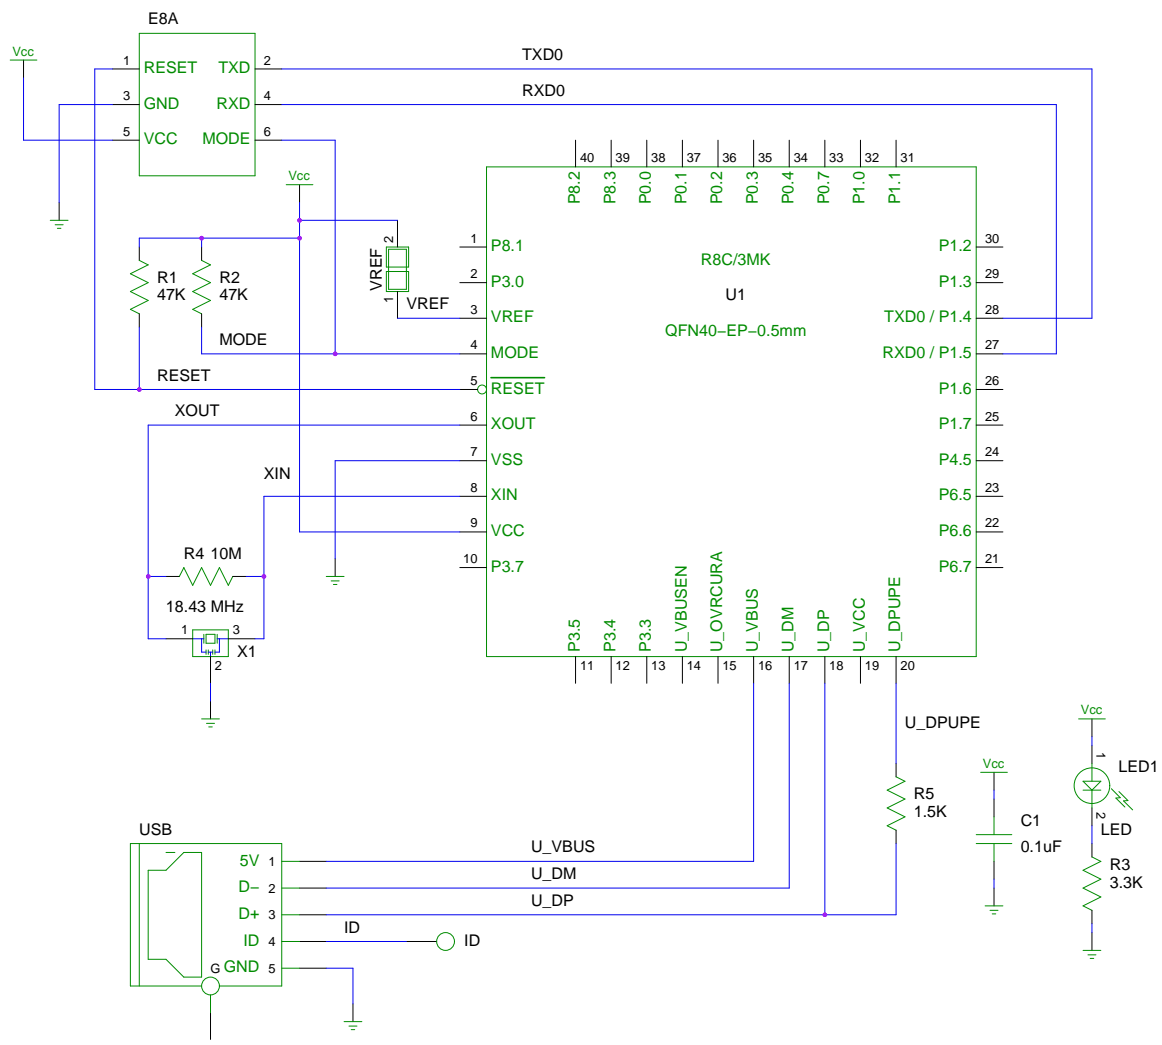 E8A
Vcc
1 RESET TXD 2
3 GND RXD 4
5 VCC MODE 6
TXD0
RXD0
40 39 38 37 36 35 34 33 32 31
P8.2 P8.3 P0.0 P0.1 P0.2 P0.3 P0.4 P0.7 P1.0 P1.1
Vcc
R1
47K
R2
47K
2
VREF
1
VREF
MODE
RESET
XOUT
XIN
1 P8.1
2 P3.0
3 VREF
4 MODE
5 RESET
6 XOUT
7 VSS
8 XIN
9 VCC
10 P3.7
R8C/3MK
U1
QFN40-EP-0.5mm
P1.2 30
P1.3 29
TXD0 / P1.4 28
RXD0 / P1.5 27
P1.6 26
P1.7 25
P4.5 24
P6.5 23
P6.6 22
P6.7 21
R4 10M
18.43 MHz
1 3
X1
2
P3.5 P3.4 P3.3 U_VBUSEN U_OVRCURA U_VBUS U_DM U_DP U_VCC U_DPUPE
11 12 13 14 15 16 17 18 19 20
U_DPUPE
R5
1.5K
Vcc
C1
0.1uF
Vcc
1
LED1
2
LED
R3
3.3K
USB
5V 1
D- 2
D+ 3
ID 4
G GND 5
U_VBUS
U_DM
U_DP
ID
ID